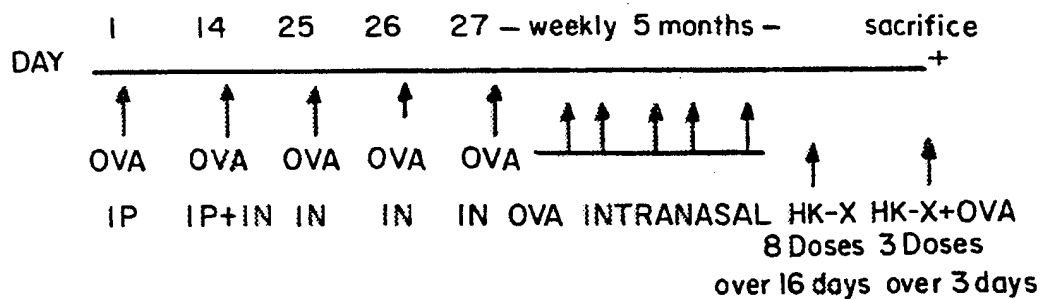 1 14 25 26 27 – weekly 5 months – sacrifice
DAY +
OVA OVA OVA OVA OVA
IP IP+IN IN IN IN OVA INTRANASAL HK-X HK-X+OVA
8 Doses 3 Doses
over 16 days over 3 days